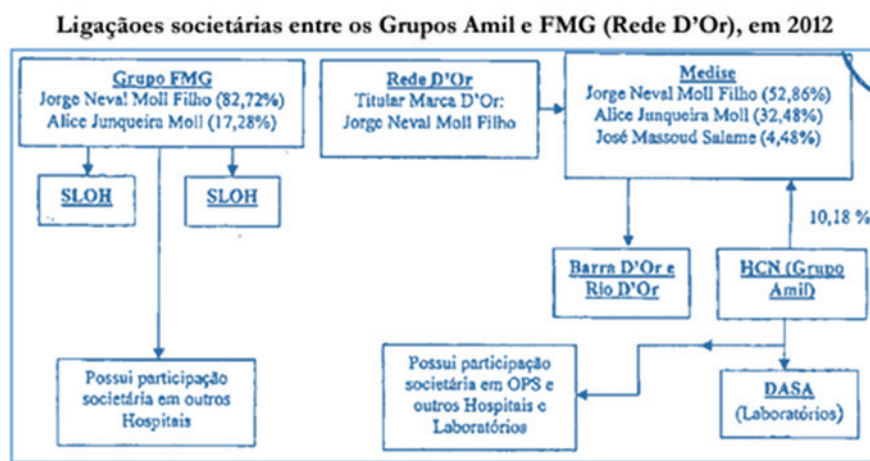 Ligaçãoes societárias entre os Grupos Amil e FMG (Rede D’Or), em 2012
Grupo FMG
Jorge Neval Moll Filho (82,72%)
Alice Junqueira Moll (17,28%)
Rede D’Or
Titular Marca D’Or:
Jorge Neval Moll Filho
Medise
Jorge Neval Moll Filho (52,86%)
Alice Junqueira Moll (32,48%)
José Massoud Salame (4,48%)
SLOH
SLOH
10,18 %
Barra D’Or e
Rio D’Or
HCN (Grupo
Amil)
Possui participação
societária em outros
Hospitais
Possui participação
societária em OPS e
outros Hospitais e
Laboratórios
DASA
(Laboratórios)